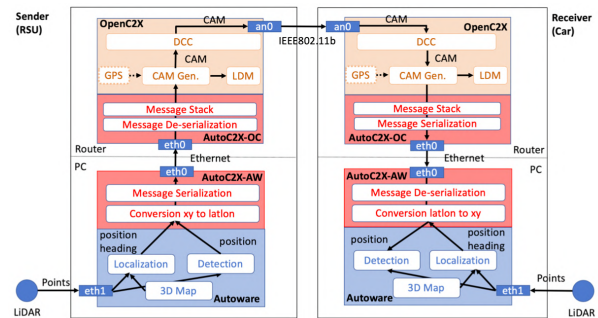 Sender
(RSU)
OpenC2X
CAM
an0
IEEE802.11b
an0
CAM
OpenC2X
Receiver
(Car)
DCC
CAM
GPS
CAM Gen.
LDM
Message Stack
Message De-serialization
AutoC2X-OC
eth0
Router
Ethernet
PC
eth0
AutoC2X-AW
Message Serialization
Conversion xy to latlon
position
heading
position
Localization
Detection
3D Map
Autoware
Points
eth1
LiDAR
DCC
CAM
GPS
CAM Gen.
LDM
Message Stack
Message Serialization
AutoC2X-OC
eth0
Router
Ethernet
PC
eth0
AutoC2X-AW
Message De-serialization
Conversion latlon to xy
position
position
heading
Detection
Localization
3D Map
Autoware
eth1
Points
LiDAR